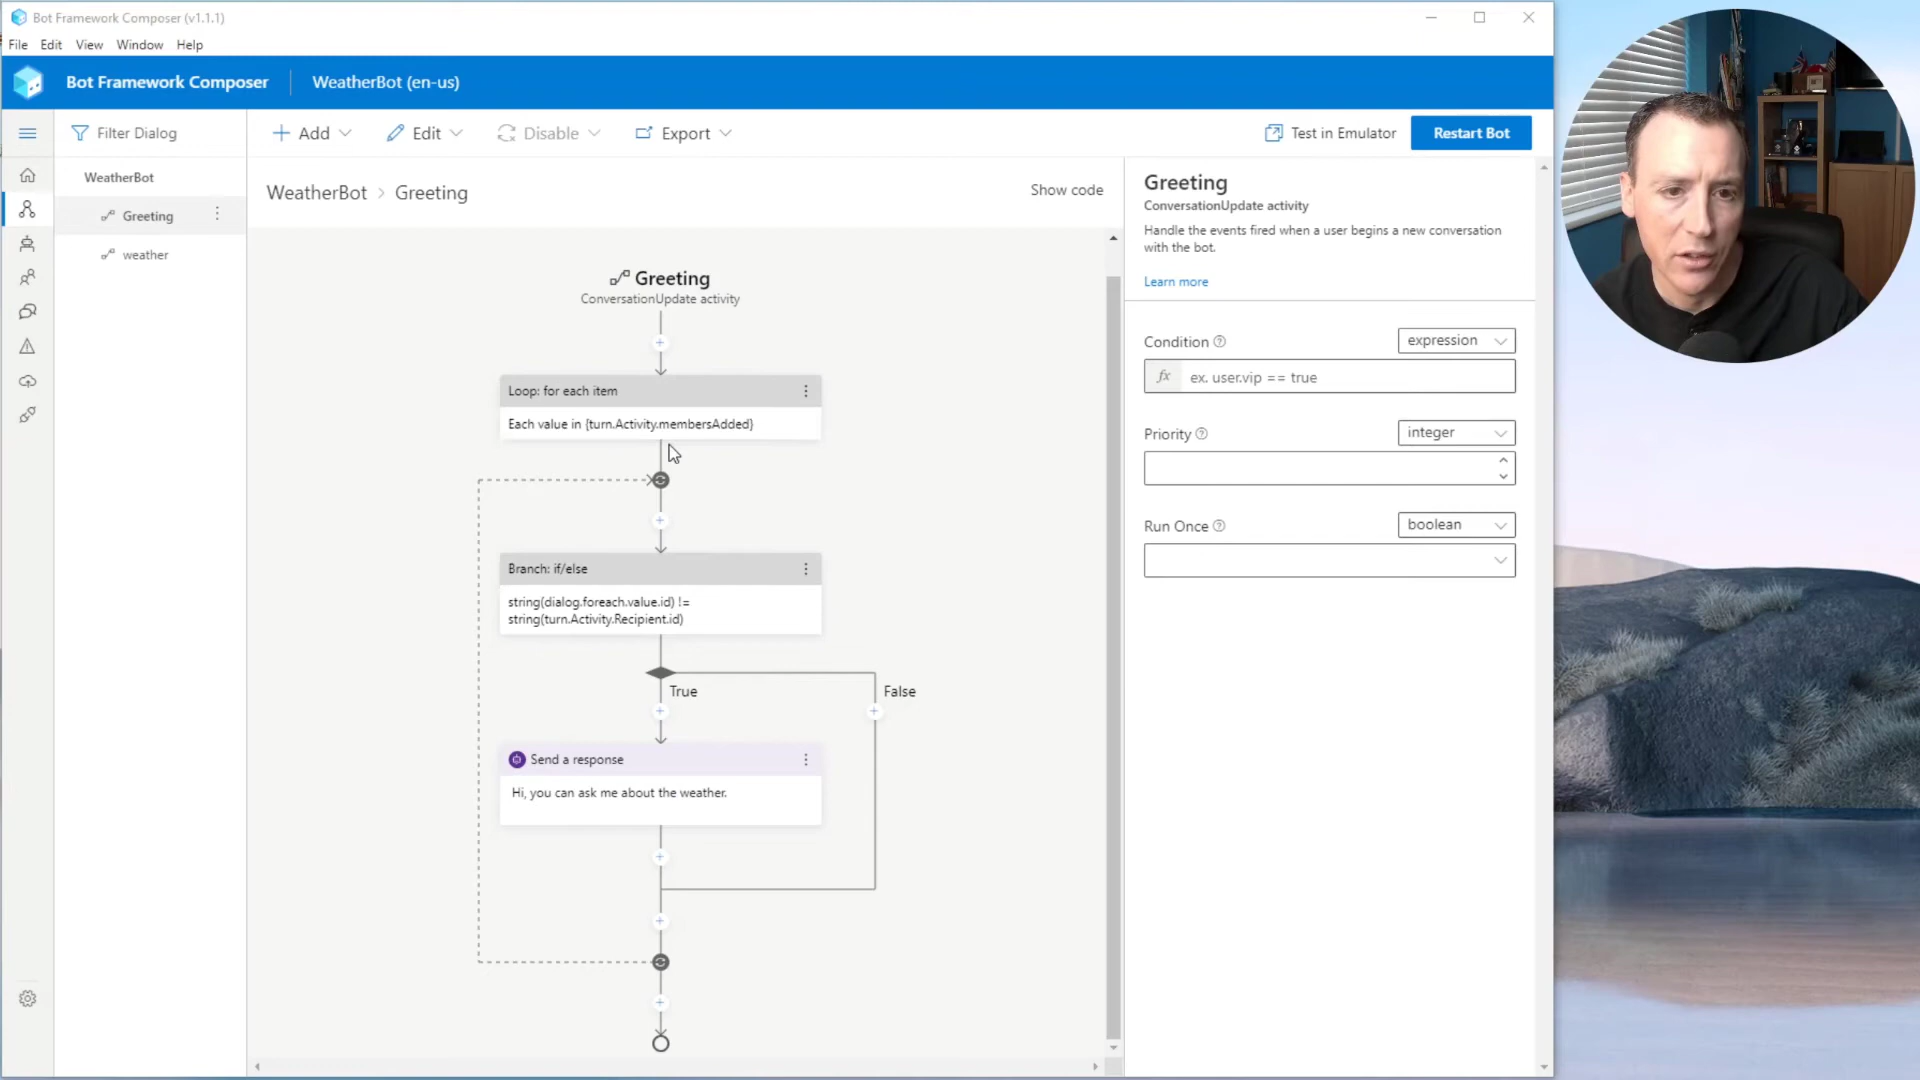 Bot Framework Composer (v1.1.1)
File Edit View Window Help
Bot Framework Composer WeatherBot (en-us)
Filter Dialog
Add Edit Disable Export Test in Emulator Restart Bot
WeatherBot
Greeting
weather
WeatherBot > Greeting Show code
Greeting
ConversationUpdate activity
Loop: for each item
Each value in {turn.Activity.membersAdded}
Branch: if/else
string(dialog.foreach.value.id) !=
string(turn.Activity.Recipient.id)
True
False
Send a response
Hi, you can ask me about the weather.
Greeting
ConversationUpdate activity
Handle the events fired when a user begins a new conversation
with the bot.
Learn more
Condition expression
fx ex. user.vip == true
Priority integer
Run Once boolean